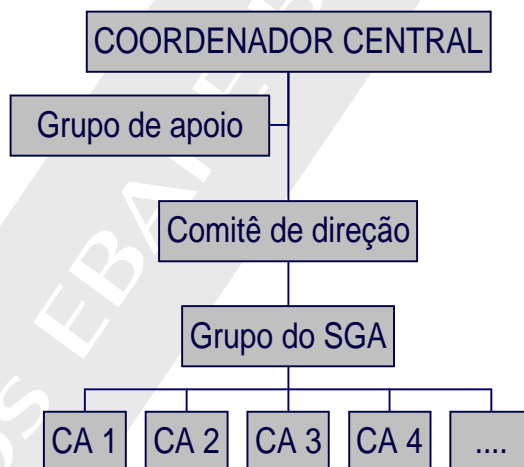 COORDENADOR CENTRAL
Grupo de apoio
Comitê de direção
Grupo do SGA
CA 1 CA 2 CA 3 CA 4 ....